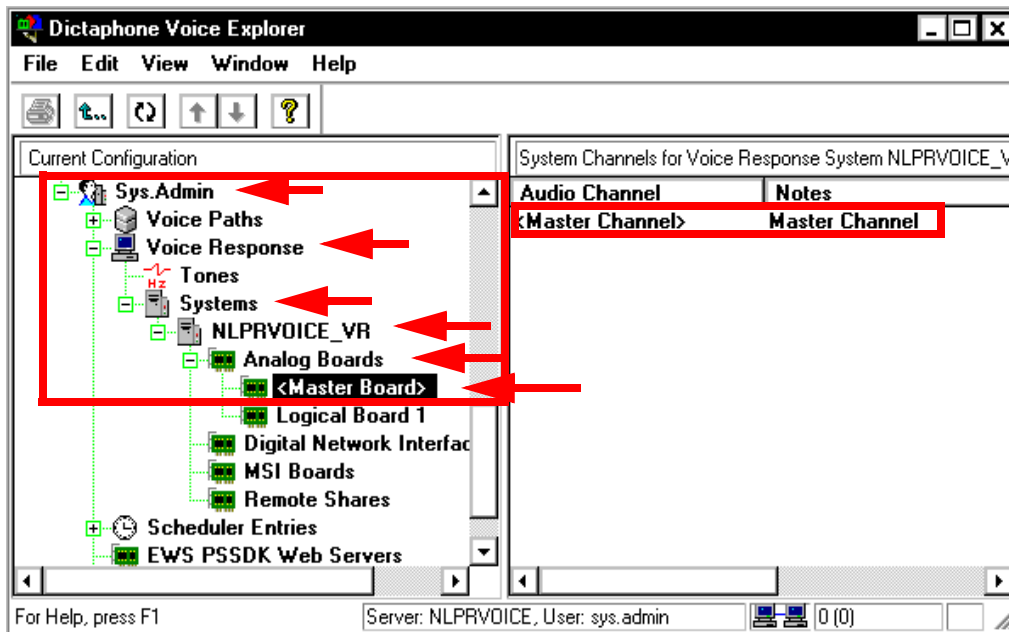 Dictaphone Voice Explorer
File Edit View Window Help
Current Configuration
Sys.Admin
Voice Paths
Voice Response
Hz Tones
Systems
NLPRVOICE_VR
Analog Boards
<Master Board>
Logical Board 1
Digital Network Interfac
MSI Boards
Remote Shares
Scheduler Entries
EWS PSSDK Web Servers
System Channels for Voice Response System NLPRVOICE_V
Audio Channel Notes
<Master Channel> Master Channel
For Help, press F1 Server: NLPRVOICE, User: sys.admin 0 (0)